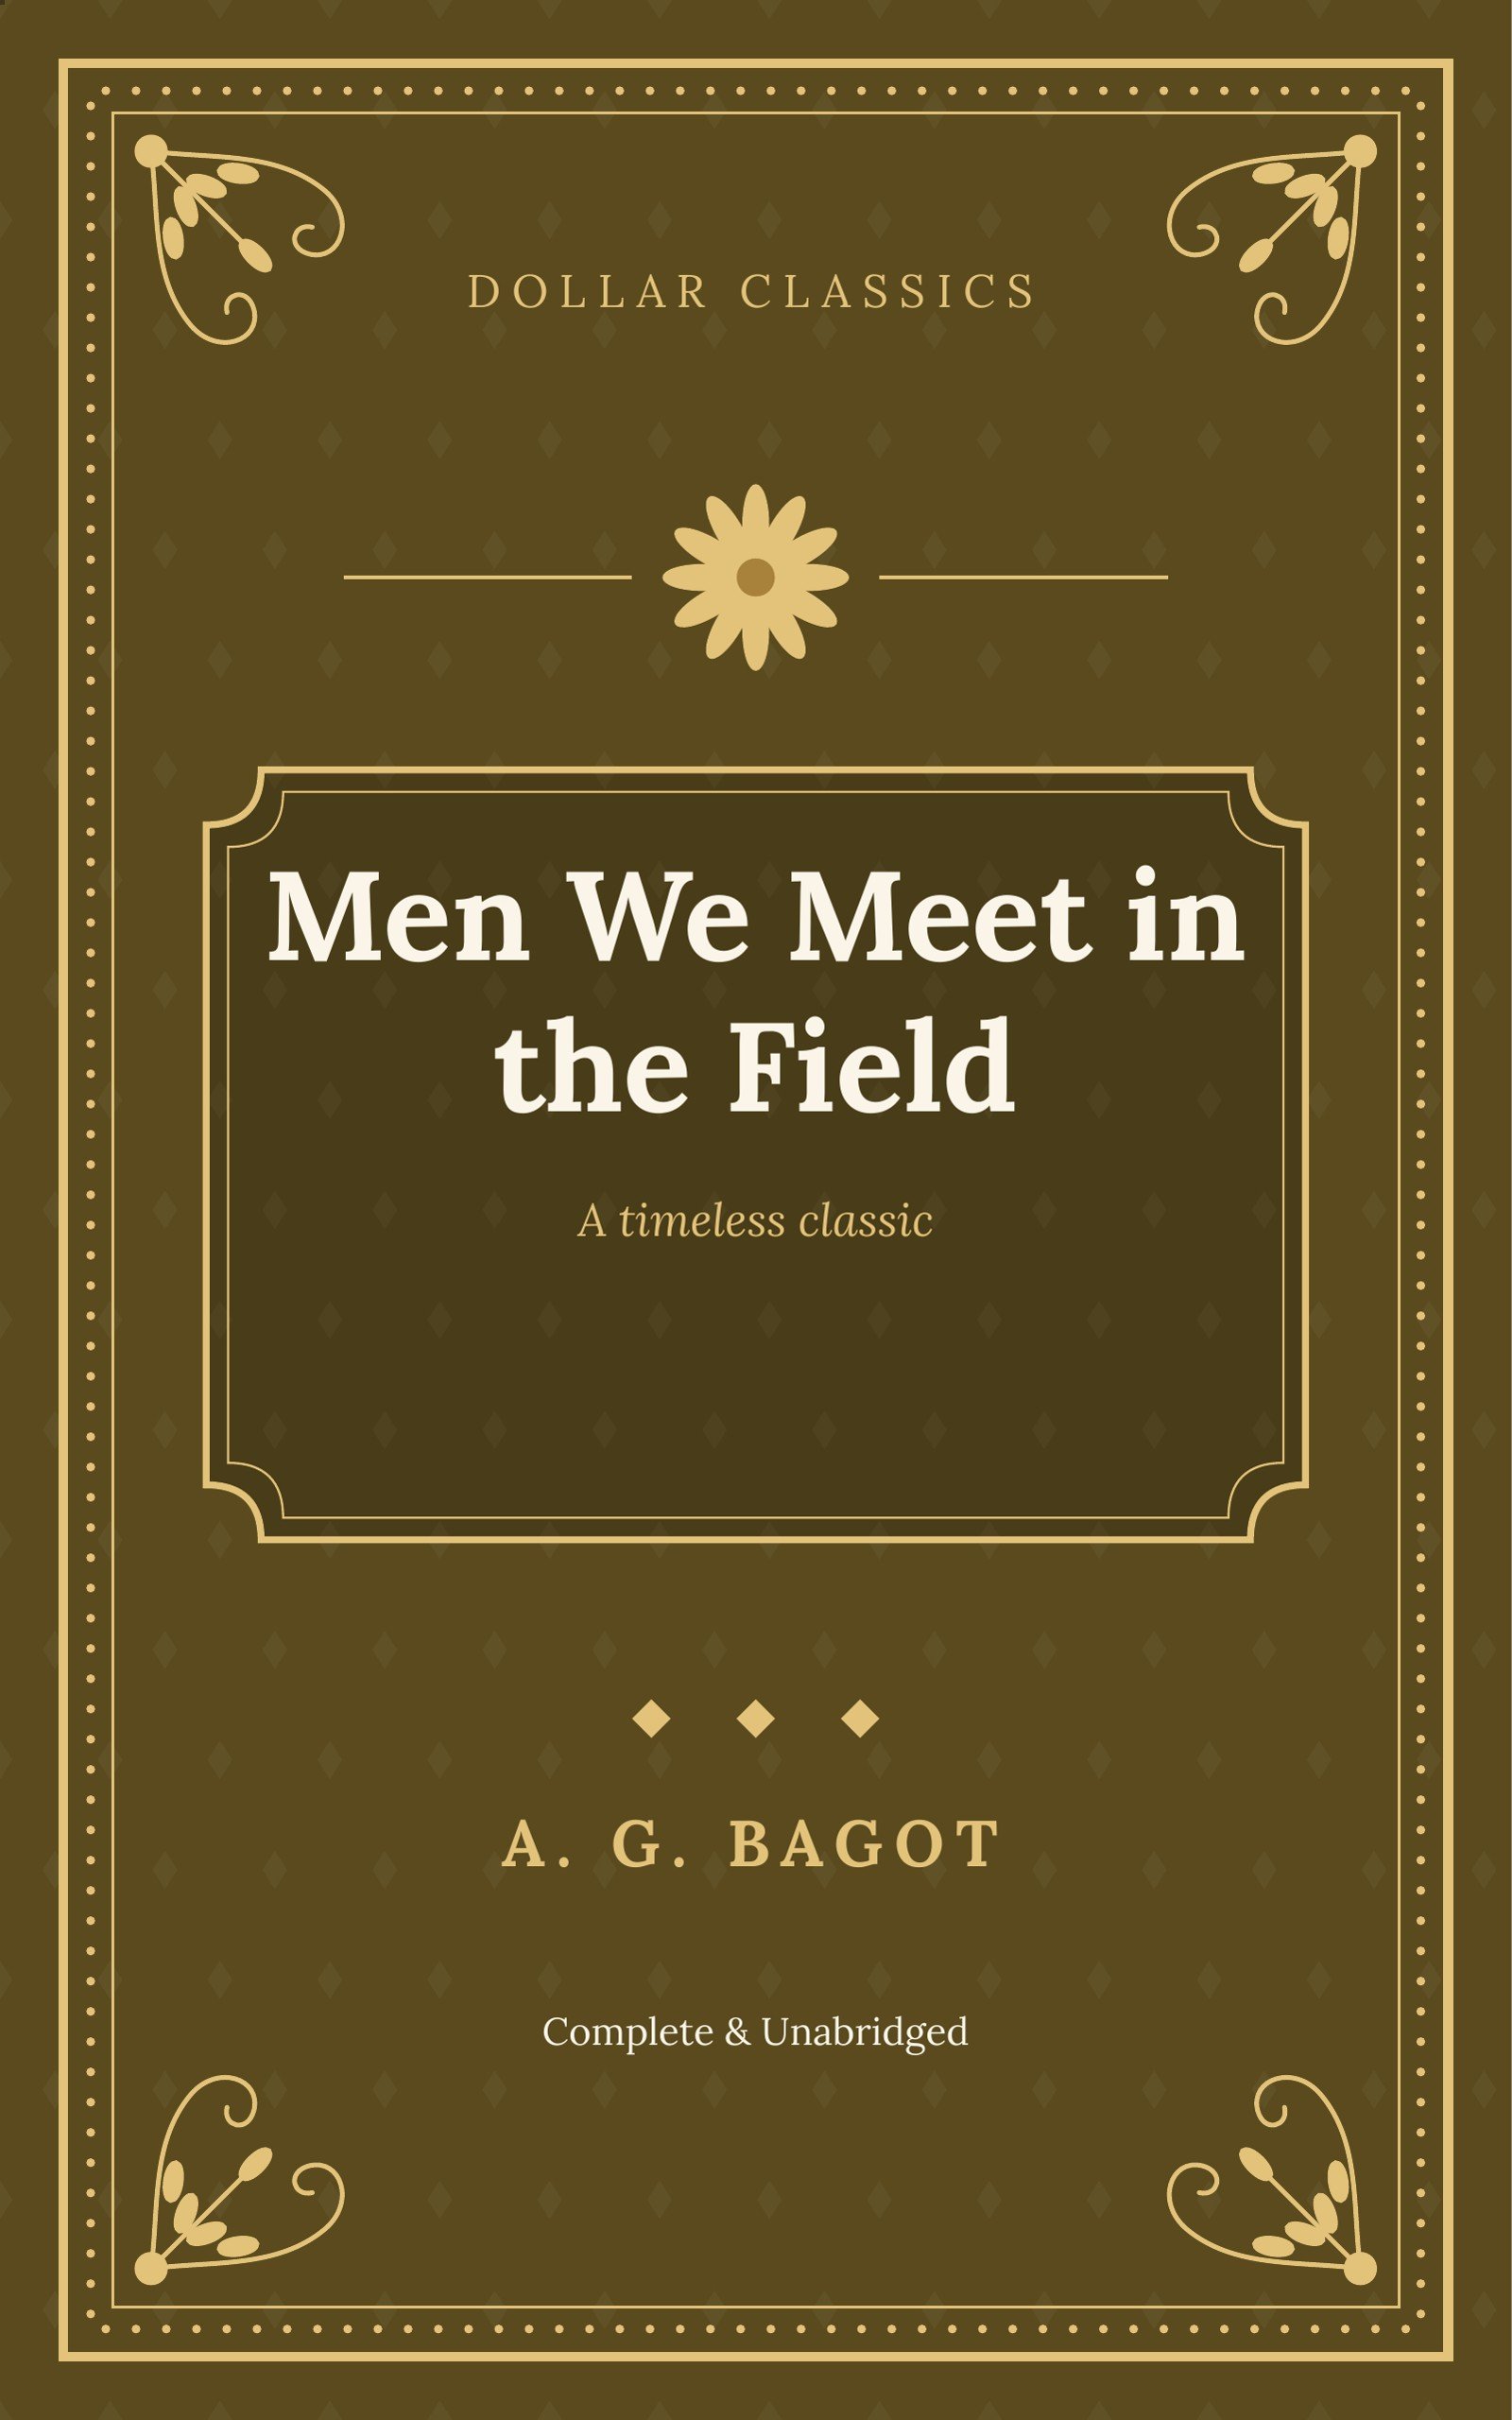 DOLLAR CLASSICS
Men We Meet in
the Field
A timeless classic
A. G. BAGOT
Complete & Unabridged